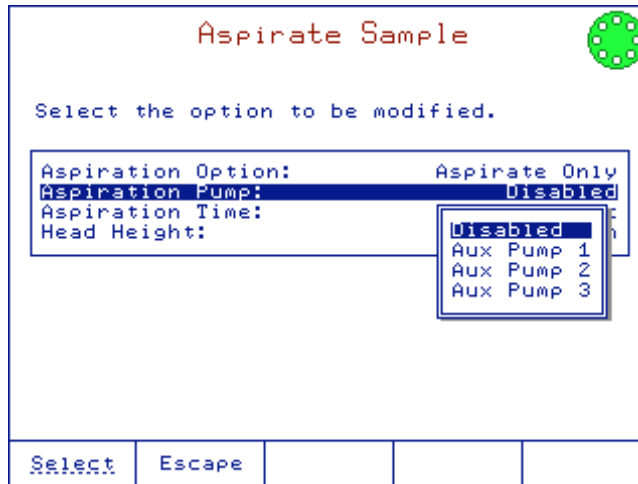 Aspirate Sample
Select the option to be modified.
Aspiration Option: Aspirate Only
Aspiration Pump: Disabled
Aspiration Time:
Head Height:
Disabled
Aux Pump 1
Aux Pump 2
Aux Pump 3
Select Escape